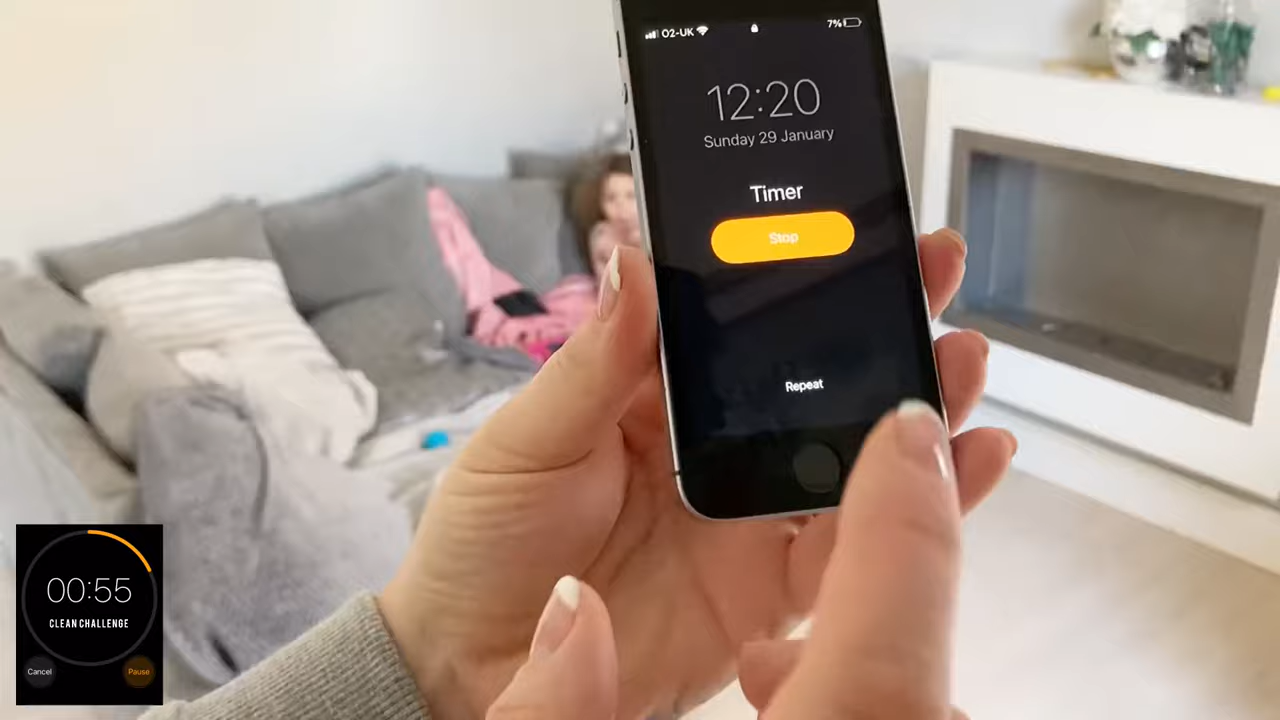 O2-UK
7%
12:20
Sunday 29 January
Timer
Stop
Repeat
00:55
CLEAN CHALLENGE
Cancel
Pause